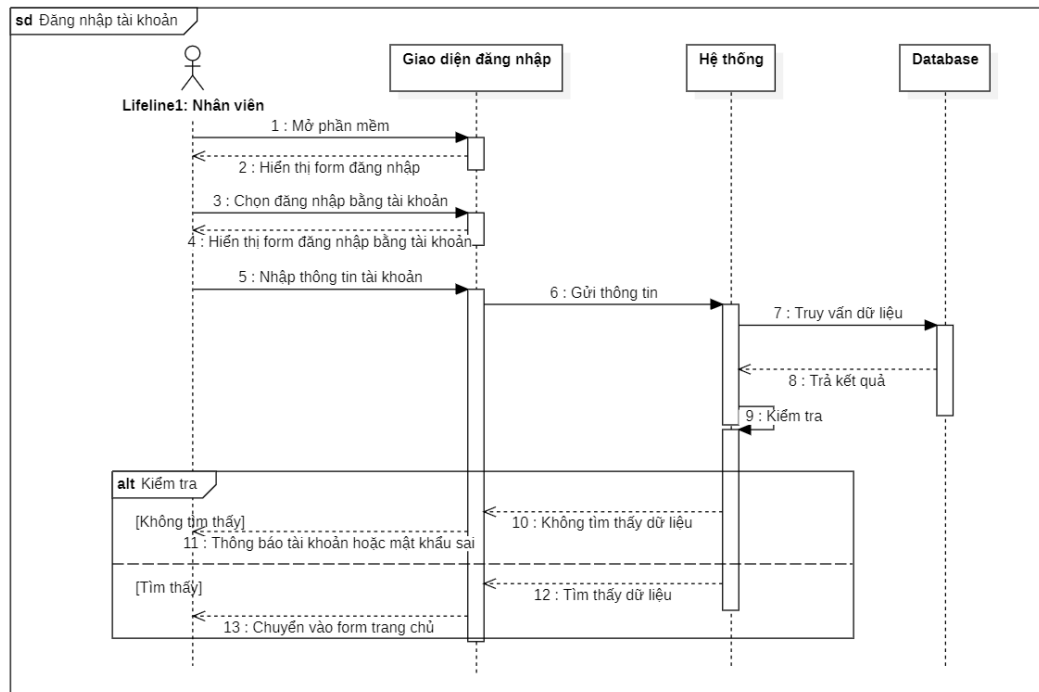 sd Đăng nhập tài khoản
Giao diện đăng nhập
Hệ thống
Database
Lifeline1: Nhân viên
1 : Mở phần mềm
2 : Hiển thị form đăng nhập
3 : Chọn đăng nhập bằng tài khoản
4 : Hiển thị form đăng nhập bằng tài khoản
5 : Nhập thông tin tài khoản
6 : Gửi thông tin
7 : Truy vấn dữ liệu
8 : Trả kết quả
9 : Kiểm tra
alt Kiểm tra
[Không tìm thấy]
10 : Không tìm thấy dữ liệu
11 : Thông báo tài khoản hoặc mật khẩu sai
[Tìm thấy]
12 : Tìm thấy dữ liệu
13 : Chuyển vào form trang chủ